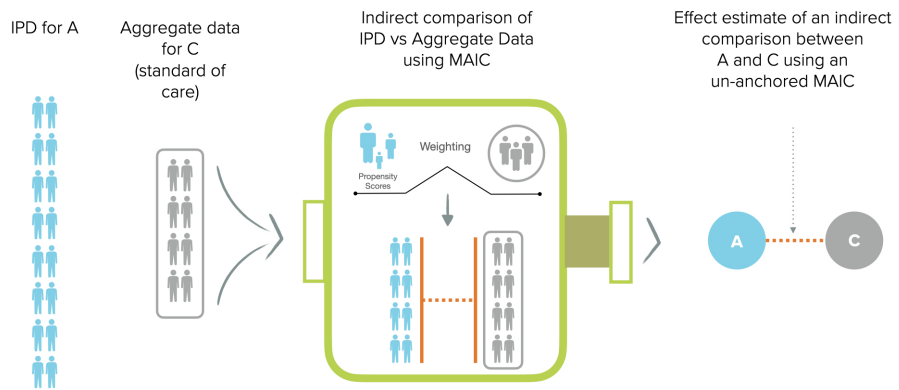 IPD for A
Aggregate data
for C
(standard of
care)
Indirect comparison of
IPD vs Aggregate Data
using MAIC
Effect estimate of an indirect
comparison between
A and C using an
un-anchored MAIC
Weighting
Propensity
Scores
A
C